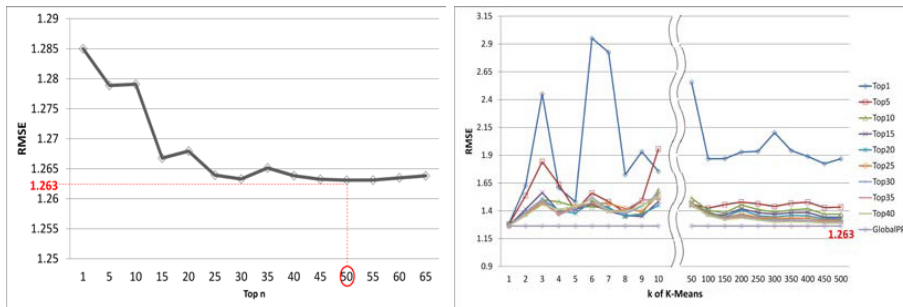 1.29
1.285
1.28
1.275
1.27
1.265
1.263
1.26
1.255
1.25
RMSE
1 5 10 15 20 25 30 35 40 45 50 55 60 65
Top n
3.15
2.9
2.65
2.4
2.15
1.9
1.65
1.4
1.15
0.9
RMSE
1 2 3 4 5 6 7 8 9 10 50 100 150 200 250 300 350 400 450 500
k of K-Means
1.263
Top1
Top5
Top10
Top15
Top20
Top25
Top30
Top35
Top40
GlobalPR